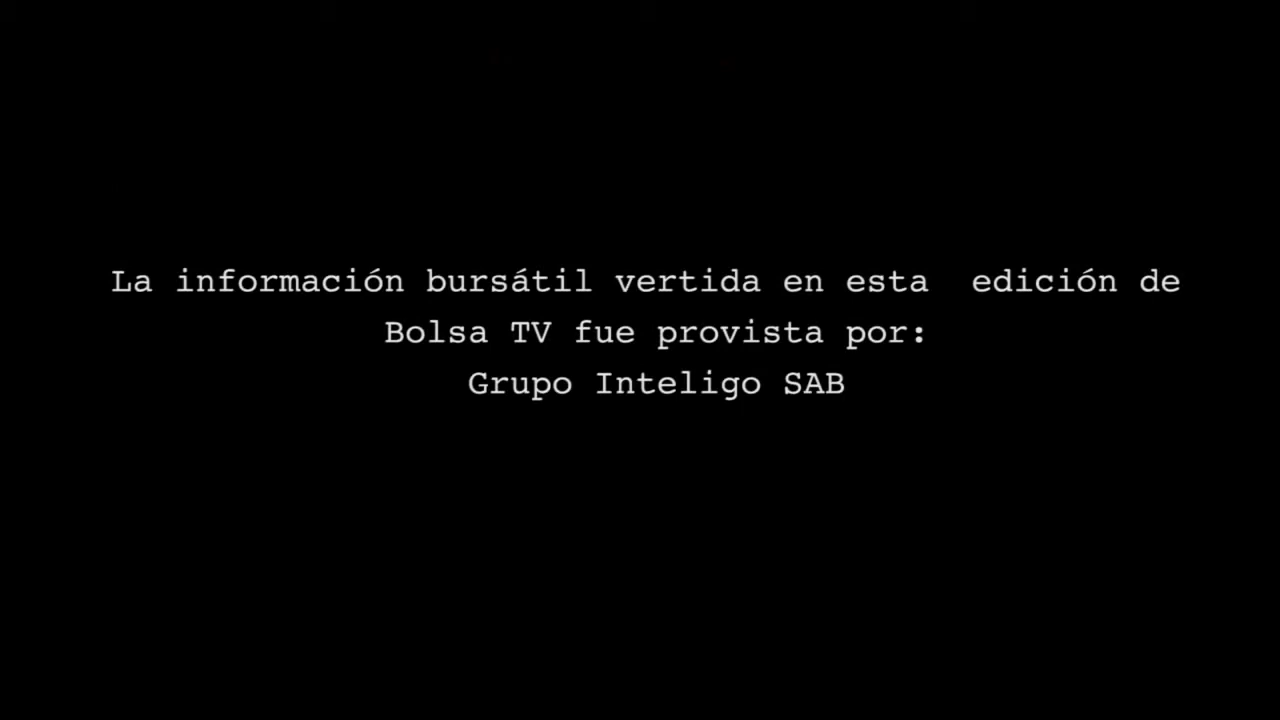 La información bursátil vertida en esta  edición de
Bolsa TV fue provista por:
Grupo Inteligo SAB